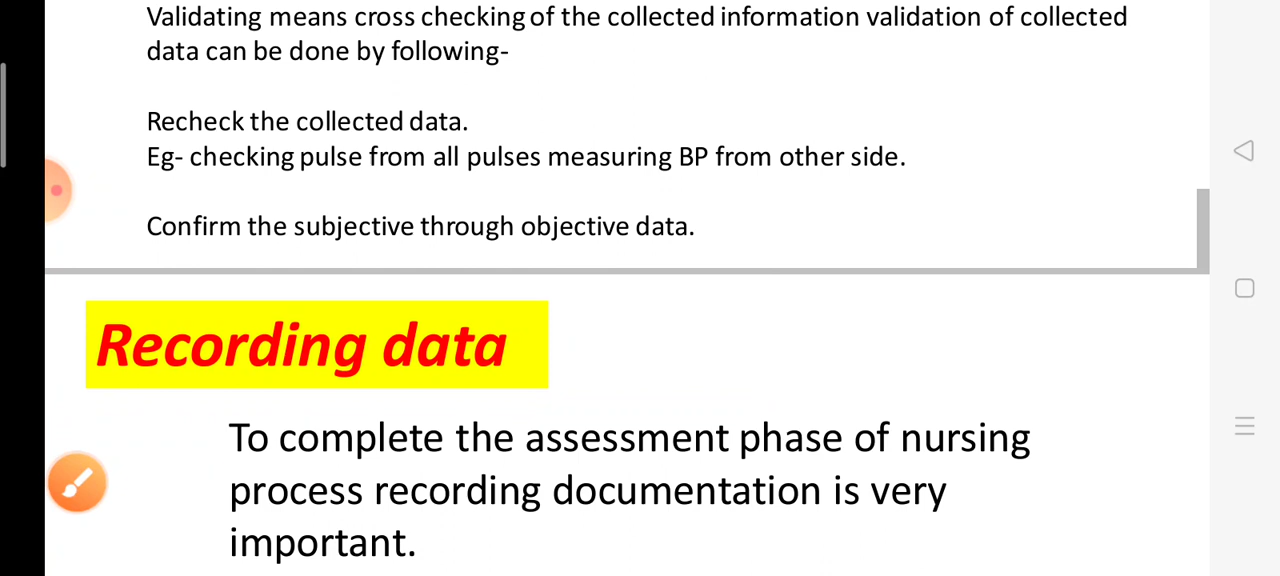 Validating means cross checking of the collected information validation of collected
data can be done by following-
Recheck the collected data.
Eg- checking pulse from all pulses measuring BP from other side.
Confirm the subjective through objective data.
Recording data
To complete the assessment phase of nursing
process recording documentation is very
important.